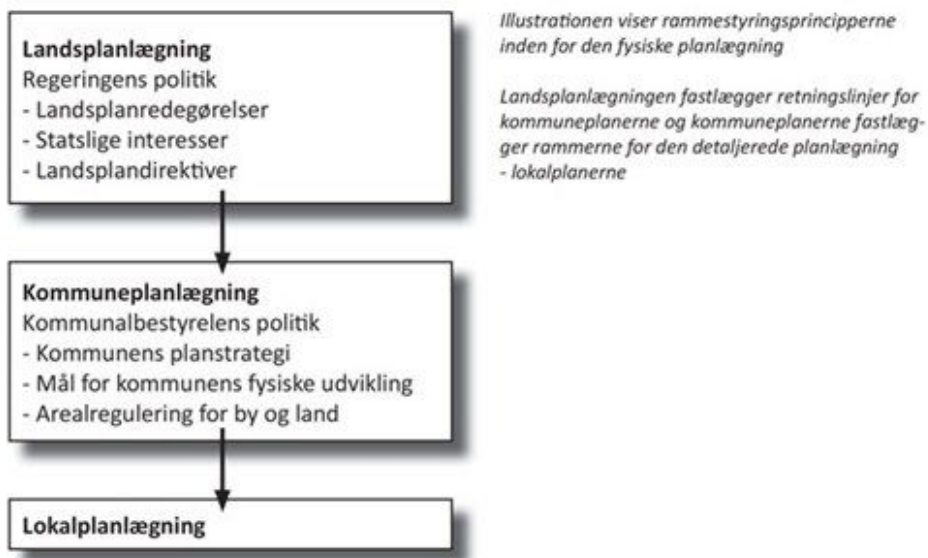 Landsplanlægning
Regeringens politik
- Landsplanredegørelser
- Statslige interesser
- Landsplandirektiver
Illustrationen viser rammestyringsprincipperne
inden for den fysiske planlægning
Landsplanlægningen fastlægger retningslinjer for
kommuneplanerne og kommuneplanerne fastlæg-
ger rammerne for den detaljerede planlægning
- lokalplanerne
Kommuneplanlægning
Kommunalbestyrelens politik
- Kommunens planstrategi
- Mål for kommunens fysiske udvikling
- Arealregulering for by og land
Lokalplanlægning